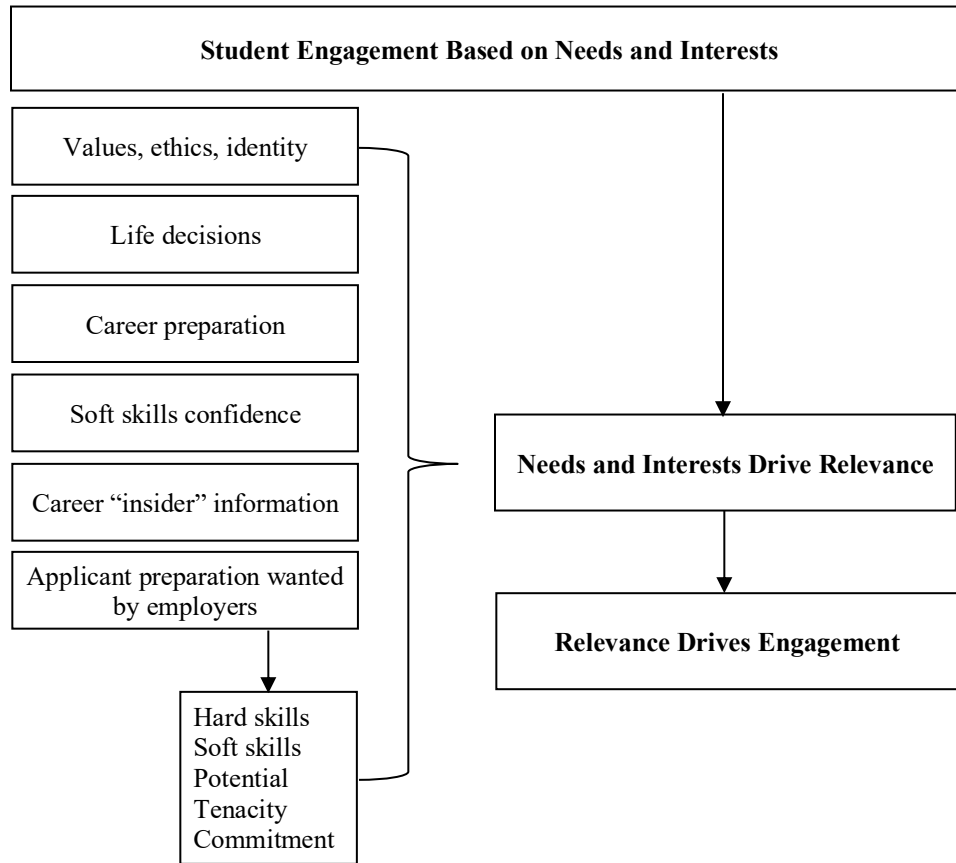 Student Engagement Based on Needs and Interests
Values, ethics, identity
Life decisions
Career preparation
Soft skills confidence
Career “insider” information
Applicant preparation wanted
by employers
Hard skills
Soft skills
Potential
Tenacity
Commitment
Needs and Interests Drive Relevance
Relevance Drives Engagement